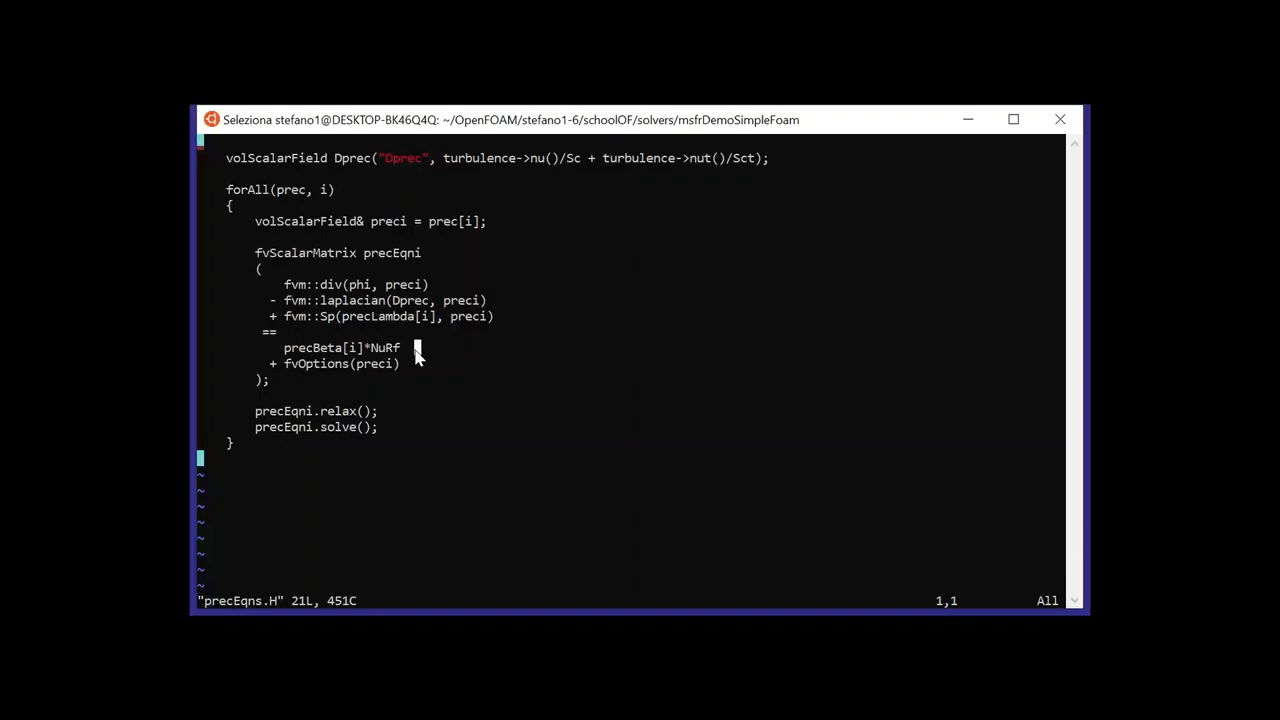 Seleziona stefano1@DESKTOP-BK46Q4Q: ~/OpenFOAM/stefano1-6/schoolOF/solvers/msfrDemoSimpleFoam
volScalarField Dprec("Dprec", turbulence->nu()/Sc + turbulence->nut()/Sct);
forAll(prec, i)
{
volScalarField& preci = prec[i];
fvScalarMatrix precEqni
(
fvm::div(phi, preci)
- fvm::laplacian(Dprec, preci)
+ fvm::Sp(precLambda[i], preci)
==
precBeta[i]*NuRf
+ fvOptions(preci)
);
precEqni.relax();
precEqni.solve();
}
~
~
~
~
~
~
~
~
"precEqns.H" 21L, 451C 1,1 All